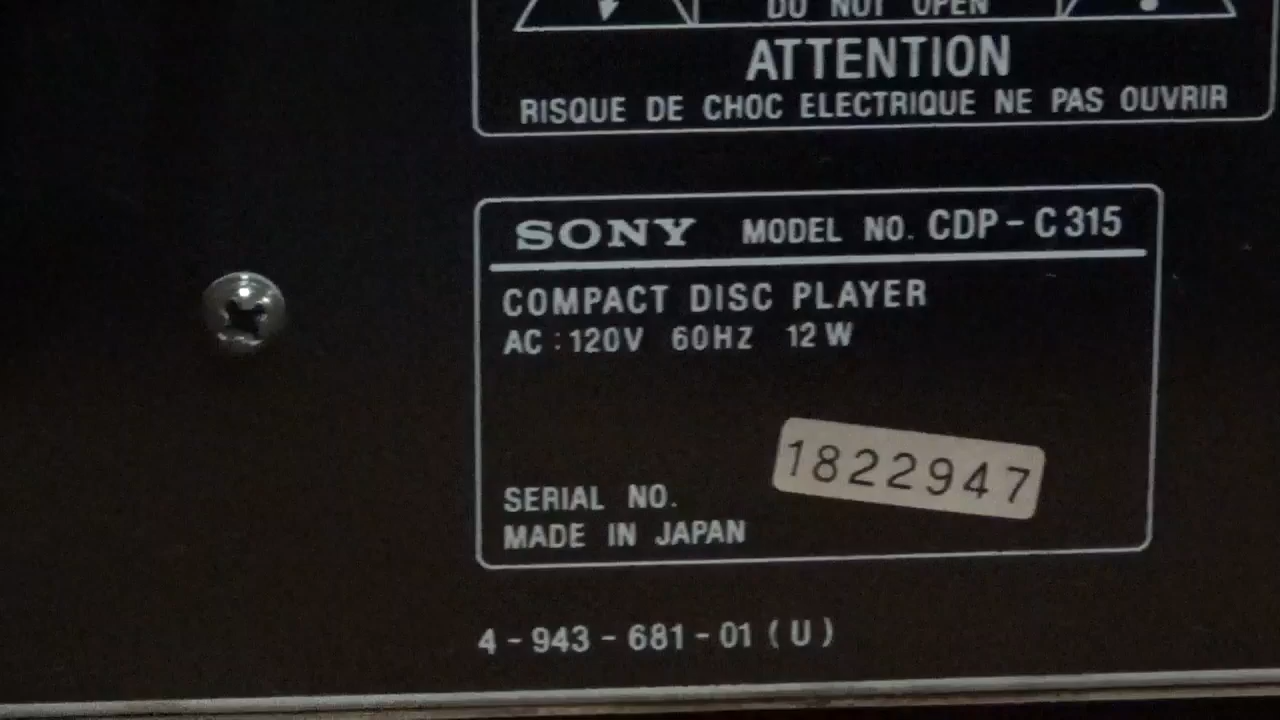 DO NOT OPEN
ATTENTION
RISQUE DE CHOC ELECTRIQUE NE PAS OUVRIR
SONY MODEL NO. CDP-C315
COMPACT DISC PLAYER
AC : 120V 60HZ 12W
1822947
SERIAL NO.
MADE IN JAPAN
4-943-681-01 (U)